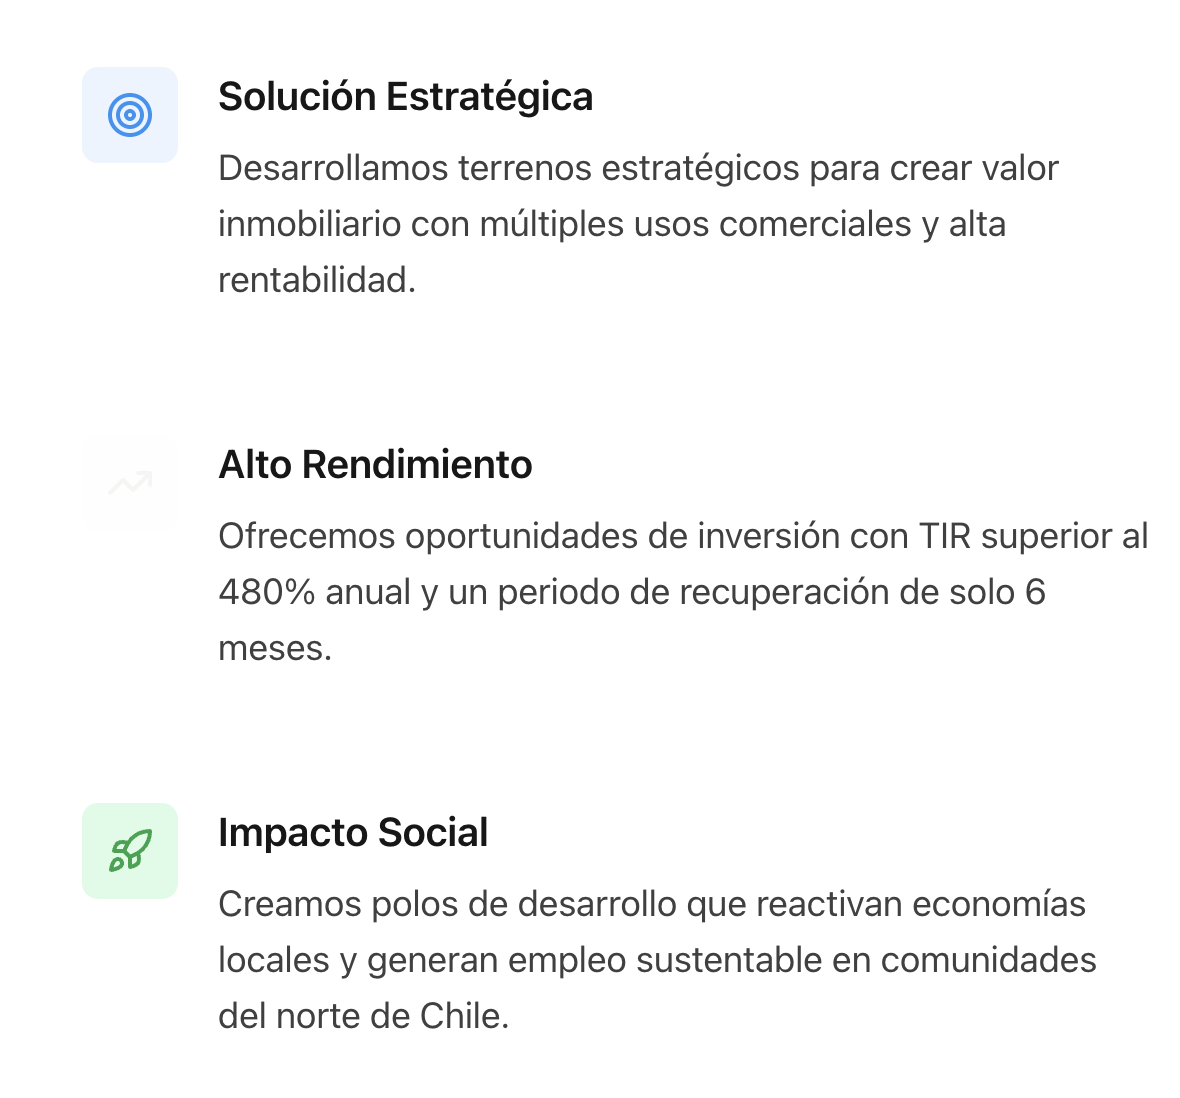 Solución Estratégica
Desarrollamos terrenos estratégicos para crear valor
inmobiliario con múltiples usos comerciales y alta
rentabilidad.
Alto Rendimiento
Ofrecemos oportunidades de inversión con TIR superior al
480% anual y un periodo de recuperación de solo 6
meses.
Impacto Social
Creamos polos de desarrollo que reactivan economías
locales y generan empleo sustentable en comunidades
del norte de Chile.